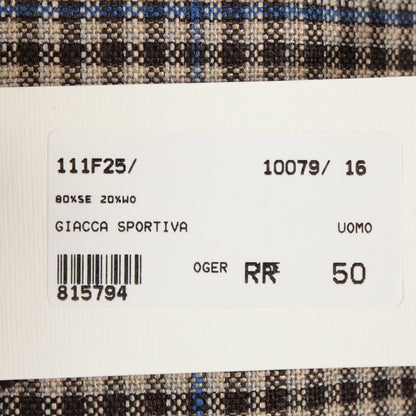 111F25/ 10079/ 16
80%SE 20%WO
GIACCA SPORTIVA UOMO
OGER 50
815794